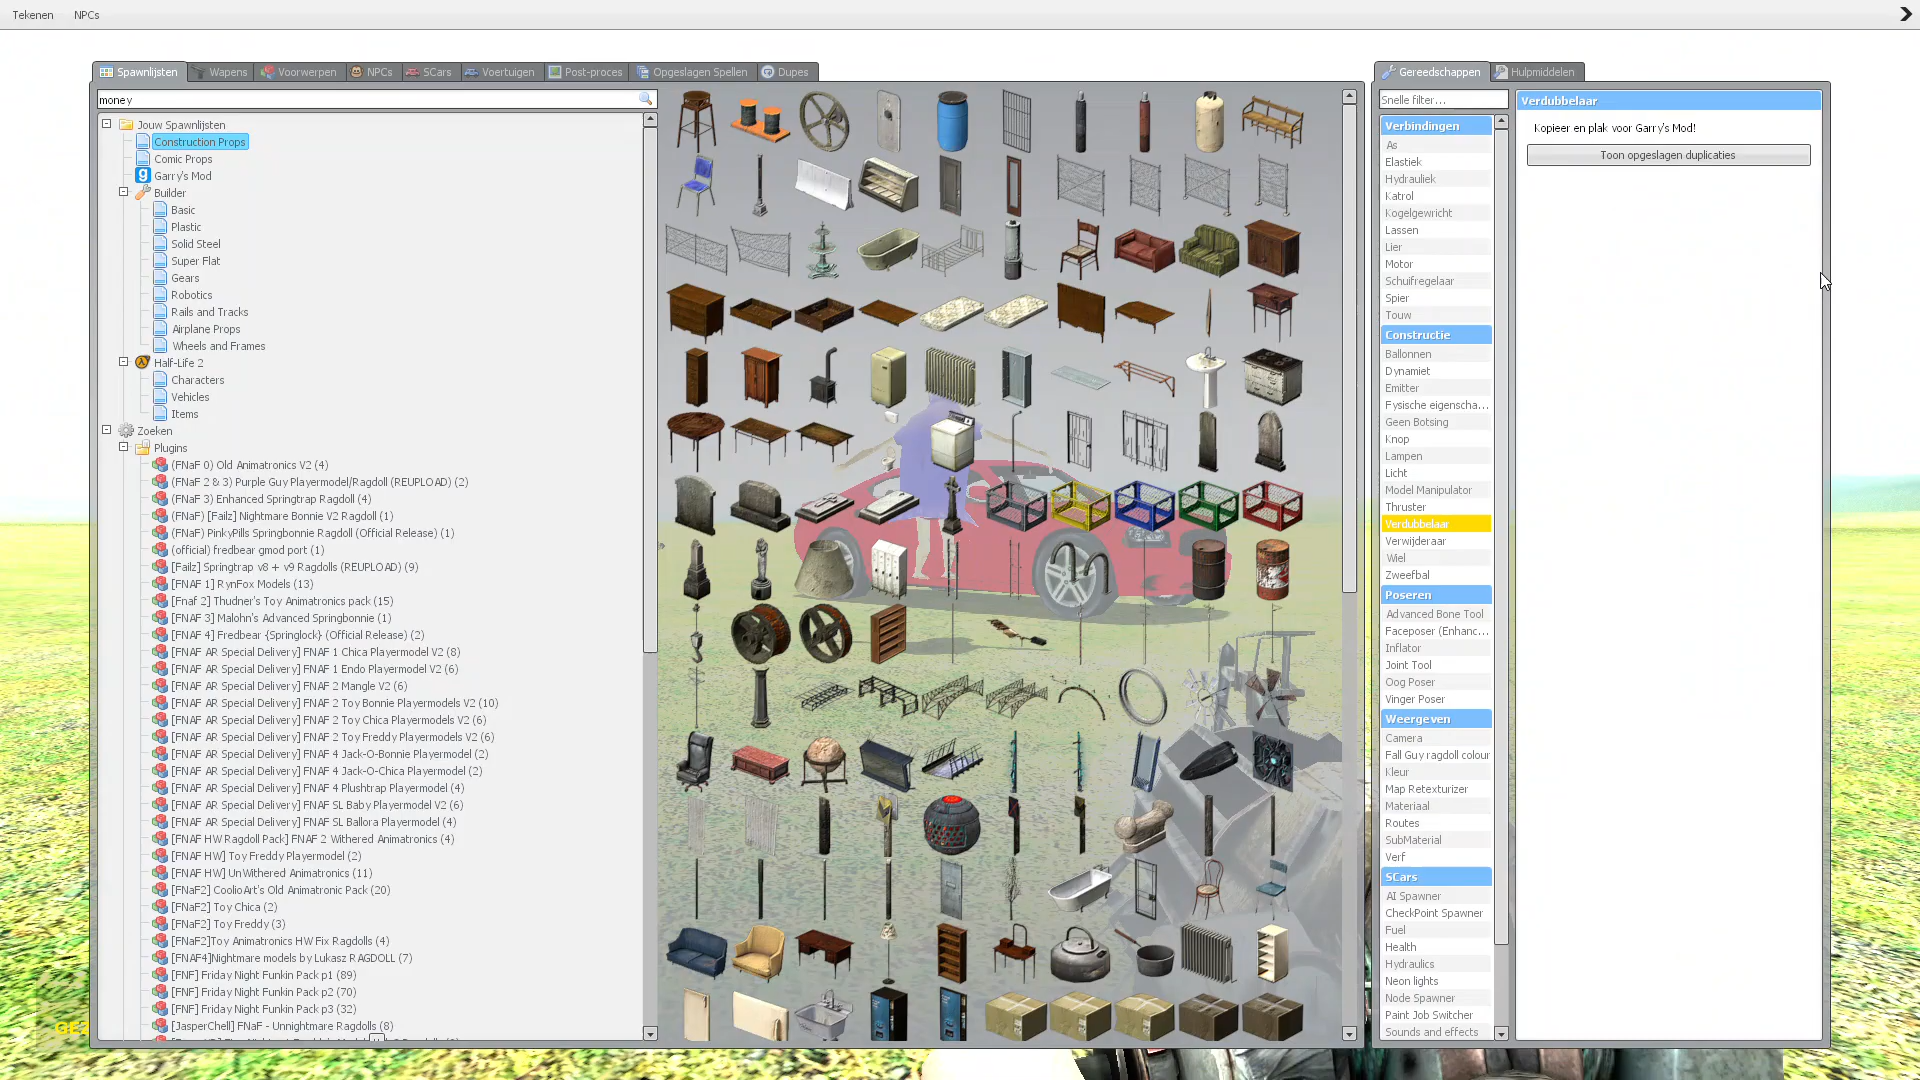 Tekenen NPCs
Spawnlijsten Wapens Voorwerpen NPCs SCars Voertuigen Post-proces Opgeslagen Spellen Dupes
Gereedschappen Hulpmiddelen
money
Jouw Spawnlijsten
Construction Props
Comic Props
Garry's Mod
Builder
Basic
Plastic
Solid Steel
Super Flat
Gears
Robotics
Rails and Tracks
Airplane Props
Wheels and Frames
Half-Life 2
Characters
Vehicles
Items
Zoeken
Plugins
(FNaF 0) Old Animatronics V2 (4)
(FNaF 2 & 3) Purple Guy Playermodel/Ragdoll (REUPLOAD) (2)
(FNAF 3) Enhanced Springtrap Ragdoll (4)
(FNaF) [Failz] Nightmare Bonnie V2 Ragdoll (1)
(FNaF) PinkyPills Springbonnie Ragdoll (Official Release) (1)
(official) fredbear gmod port (1)
[Failz] Springtrap v8 + v9 Ragdolls (REUPLOAD) (9)
[FNAF 1] RynFox Models (13)
[Fnaf 2] Thudner's Toy Animatronics pack (15)
[FNAF 3] Malohn's Advanced Springbonnie (1)
[FNAF 4] Fredbear {Springlock} (Official Release) (2)
[FNAF AR Special Delivery] FNAF 1 Chica Playermodel V2 (8)
[FNAF AR Special Delivery] FNAF 1 Endo Playermodel V2 (6)
[FNAF AR Special Delivery] FNAF 2 Mangle V2 (6)
[FNAF AR Special Delivery] FNAF 2 Toy Bonnie Playermodels V2 (10)
[FNAF AR Special Delivery] FNAF 2 Toy Chica Playermodels V2 (6)
[FNAF AR Special Delivery] FNAF 2 Toy Freddy Playermodels V2 (6)
[FNAF AR Special Delivery] FNAF 4 Jack-O-Bonnie Playermodel (2)
[FNAF AR Special Delivery] FNAF 4 Jack-O-Chica Playermodel (2)
[FNAF AR Special Delivery] FNAF 4 Plushtrap Playermodel (4)
[FNAF AR Special Delivery] FNAF SL Baby Playermodel V2 (6)
[FNAF AR Special Delivery] FNAF SL Ballora Playermodel (4)
[FNAF HW Ragdoll Pack] FNAF 2 Withered Animatronics (4)
[FNAF HW] Toy Freddy Playermodel (2)
[FNAF HW] UnWithered Animatronics (11)
[FNaF2] CoolioArt's Old Animatronic Pack (20)
[FNaF2] Toy Chica (2)
[FNaF2] Toy Freddy (3)
[FNaF2]Toy Animatronics HW Fix Ragdolls (4)
[FNAF4]Nightmare models by Lukasz RAGDOLL (7)
[FNF] Friday Night Funkin Pack p1 (89)
[FNF] Friday Night Funkin Pack p2 (70)
[FNF] Friday Night Funkin Pack p3 (32)
[JasperChell] FNaF - Unnightmare Ragdolls (8)
Snelle filter...
Verbindingen
As
Elastiek
Hydrauliek
Katrol
Kogelgewricht
Lassen
Lier
Motor
Schuifregelaar
Spier
Touw
Constructie
Ballonnen
Dynamiet
Emitter
Fysische eigenscha...
Geen Botsing
Knop
Lampen
Licht
Model Manipulator
Thruster
Verdubbelaar
Verwijderaar
Wiel
Zweefbal
Poseren
Advanced Bone Tool
Faceposer (Enhanc...
Inflator
Joint Tool
Oog Poser
Vinger Poser
Weergeven
Camera
Fall Guy ragdoll colour
Kleur
Map Retexturizer
Materiaal
Routes
SubMaterial
Verf
SCars
AI Spawner
CheckPoint Spawner
Fuel
Health
Hydraulics
Neon lights
Node Spawner
Paint Job Switcher
Sounds and effects
Verdubbelaar
Kopieer en plak voor Garry's Mod!
Toon opgeslagen duplicaties